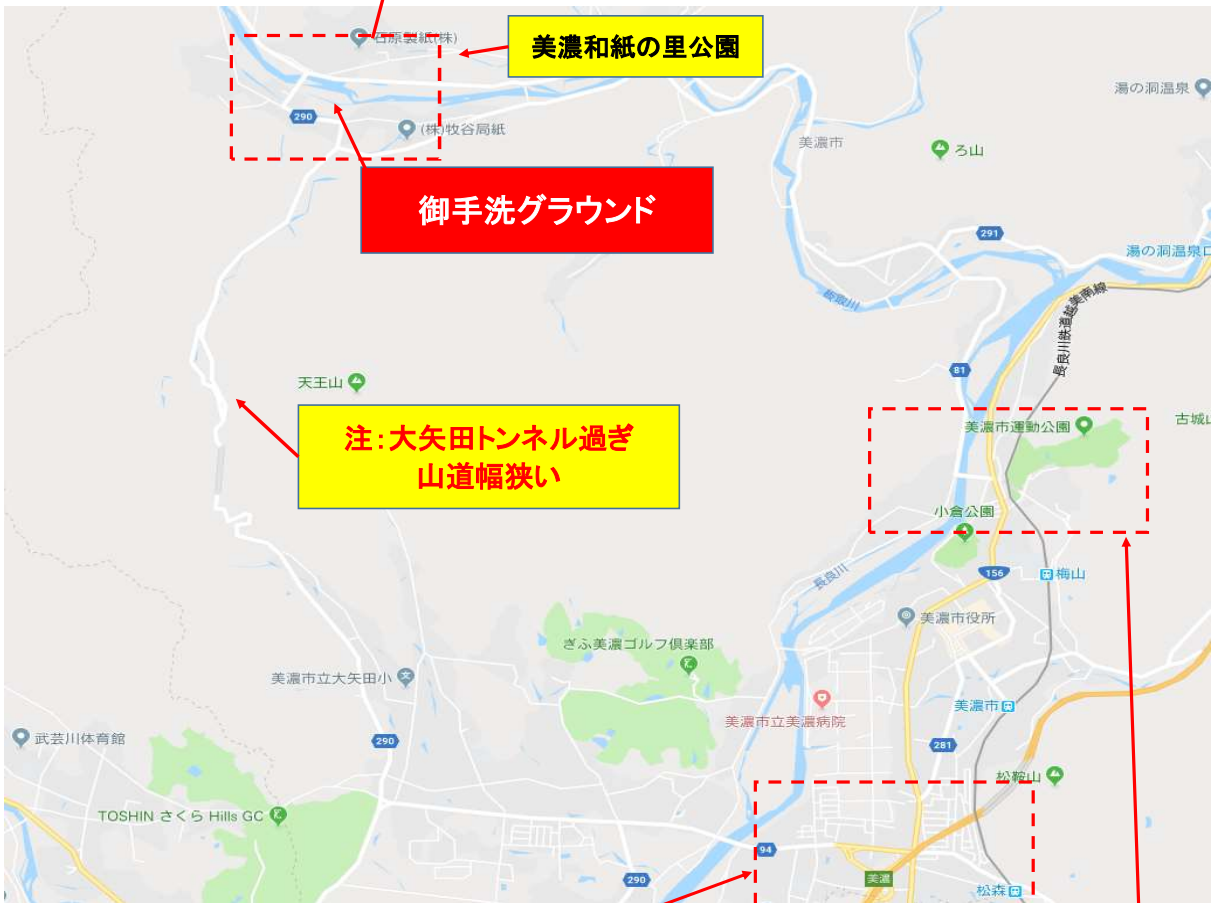 石原製紙(株)
美濃和紙の里公園
湯の洞温泉
290
(株)牧谷局紙
美濃市
ろ山
御手洗グラウンド
291
湯の洞温泉口
板取川
長良川鉄道越美南線
天王山
81
注:大矢田トンネル過ぎ
山道幅狭い
美濃市運動公園
古城山
小倉公園
長良川
156
梅山
美濃市役所
ぎふ美濃ゴルフ倶楽部
美濃市立大矢田小
美濃市立美濃病院
美濃市
武芸川体育館
290
281
松鞍山
TOSHIN さくら Hills GC
94
290
美濃
松森